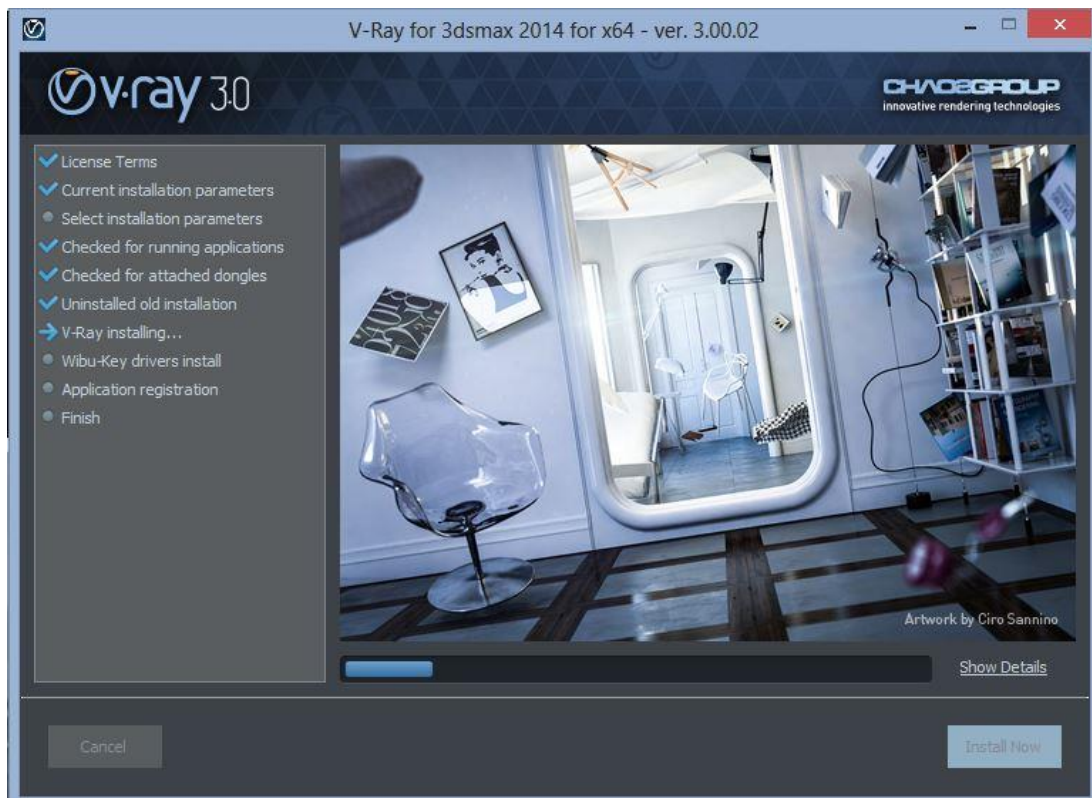 V-Ray for 3dsmax 2014 for x64 - ver. 3.00.02
v·ray 3.0
CHAOSGROUP
innovative rendering technologies
License Terms
Current installation parameters
Select installation parameters
Checked for running applications
Checked for attached dongles
Uninstalled old installation
V-Ray installing...
Wibu-Key drivers install
Application registration
Finish
Artwork by Ciro Sannino
Show Details
Cancel
Install Now